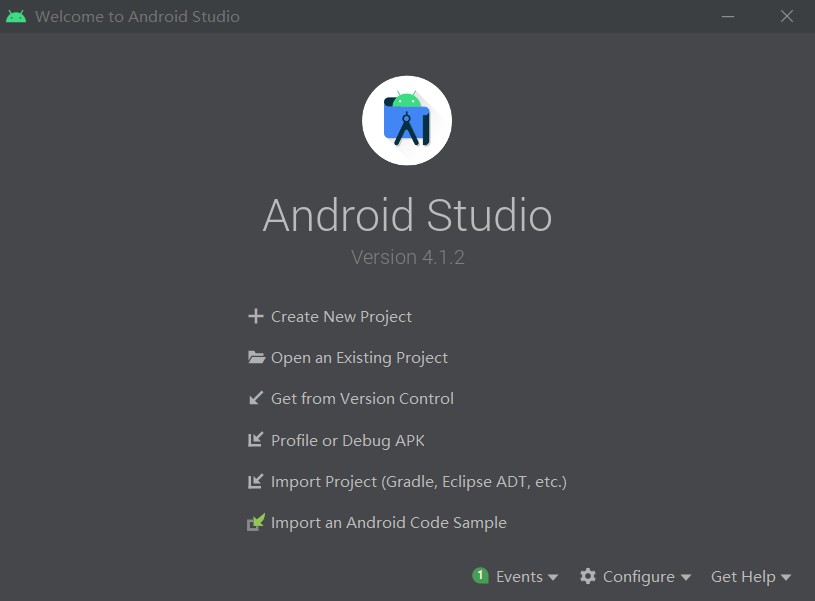 Welcome to Android Studio
Android Studio
Version 4.1.2
Create New Project
Open an Existing Project
Get from Version Control
Profile or Debug APK
Import Project (Gradle, Eclipse ADT, etc.)
Import an Android Code Sample
1 Events Configure Get Help